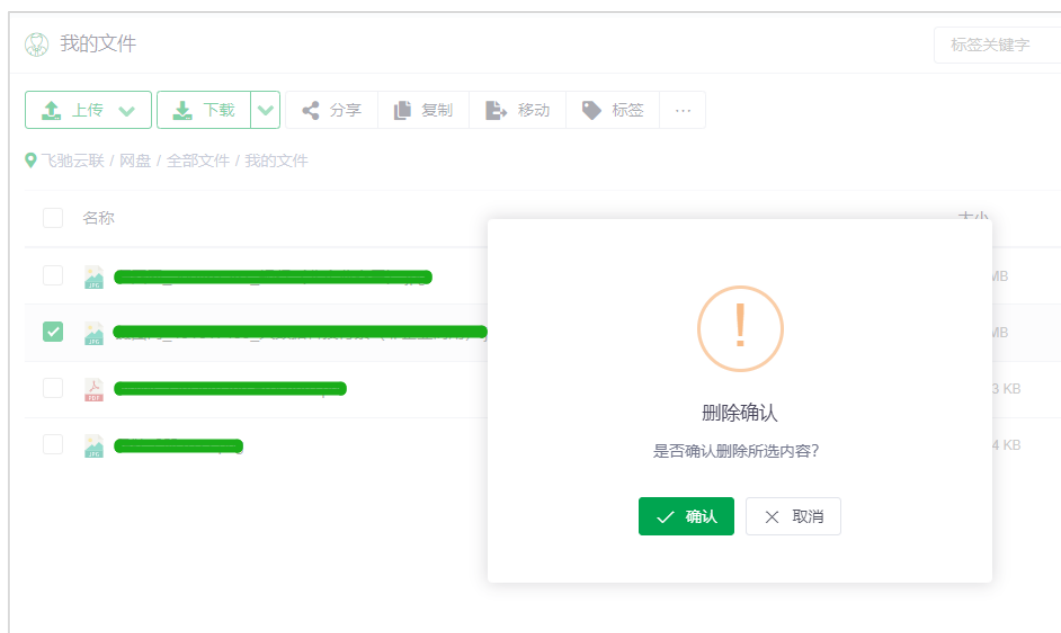 我的文件
标签关键字
上传
下载
分享
复制
移动
标签
...
飞驰云联 / 网盘 / 全部文件 / 我的文件
名称
MB
MB
3 KB
4 KB
删除确认
是否确认删除所选内容?
确认
取消